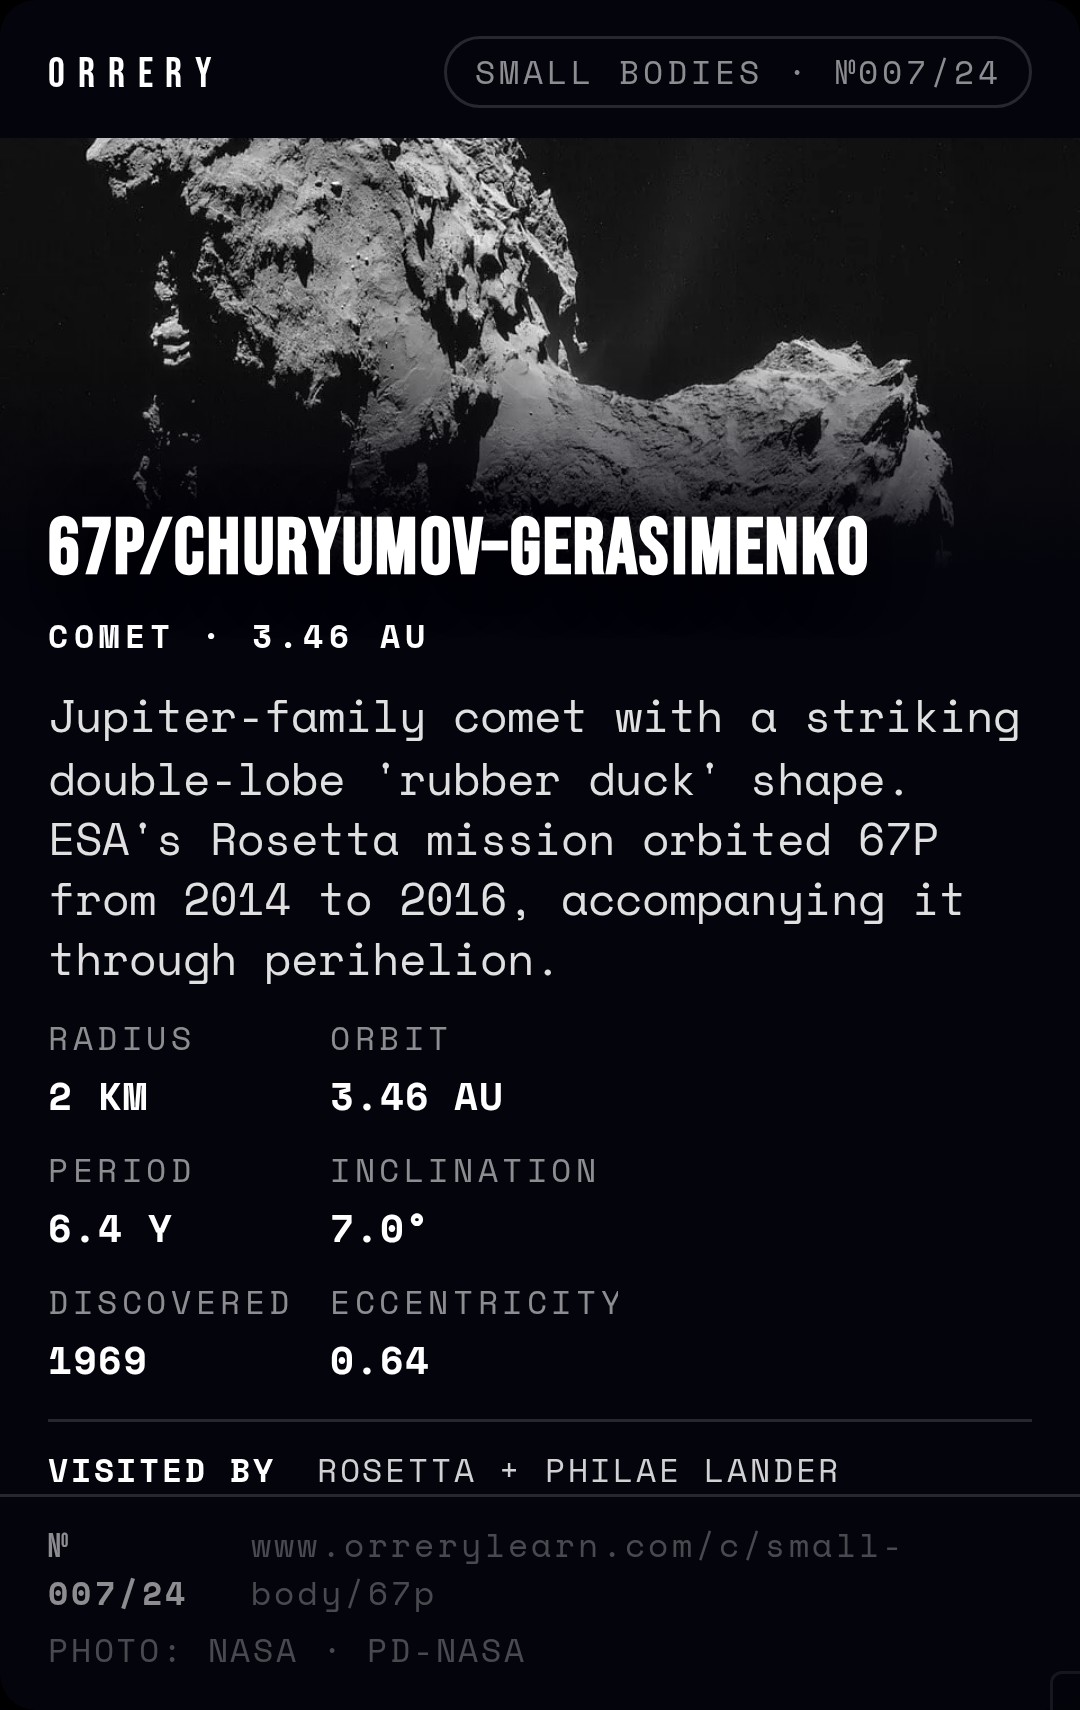 ORRERY
SMALL BODIES · №007/24
67P/CHURYUMOV–GERASIMENKO
COMET · 3.46 AU
Jupiter-family comet with a striking
double-lobe 'rubber duck' shape.
ESA's Rosetta mission orbited 67P
from 2014 to 2016, accompanying it
through perihelion.
RADIUS ORBIT
2 KM 3.46 AU
PERIOD INCLINATION
6.4 Y 7.0°
DISCOVERED ECCENTRICITY
1969 0.64
VISITED BY ROSETTA + PHILAE LANDER
№ www.orrerylearn.com/c/small-
007/24 body/67p
PHOTO: NASA · PD-NASA